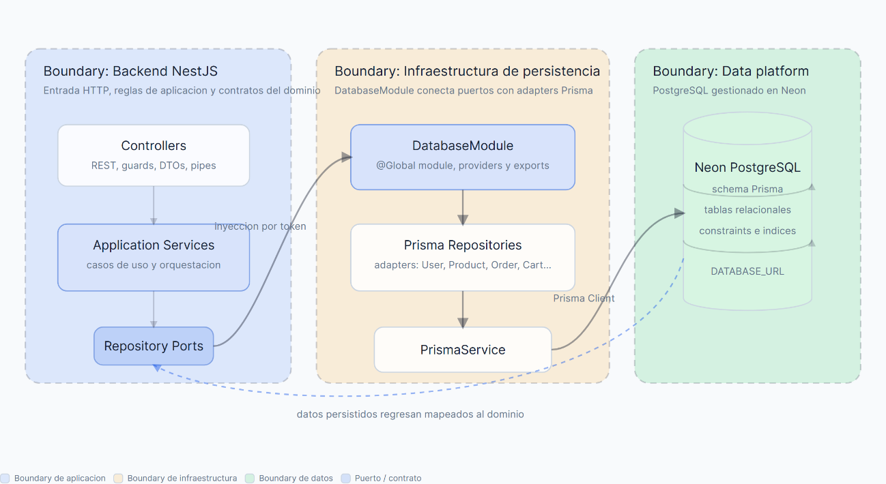 Boundary: Backend NestJS
Entrada HTTP, reglas de aplicacion y contratos del dominio
Controllers
REST, guards, DTOs, pipes
Inyeccion por token
Application Services
casos de uso y orquestacion
Repository Ports
Boundary: Infraestructura de persistencia
DatabaseModule conecta puertos con adapters Prisma
DatabaseModule
@Global module, providers y exports
Prisma Repositories
adapters: User, Product, Order, Cart...
Prisma Client
PrismaService
Boundary: Data platform
PostgreSQL gestionado en Neon
Neon PostgreSQL
schema Prisma
tablas relacionales
constraints e indices
DATABASE_URL
datos persistidos regresan mapeados al dominio
Boundary de aplicacion
Boundary de infraestructura
Boundary de datos
Puerto / contrato